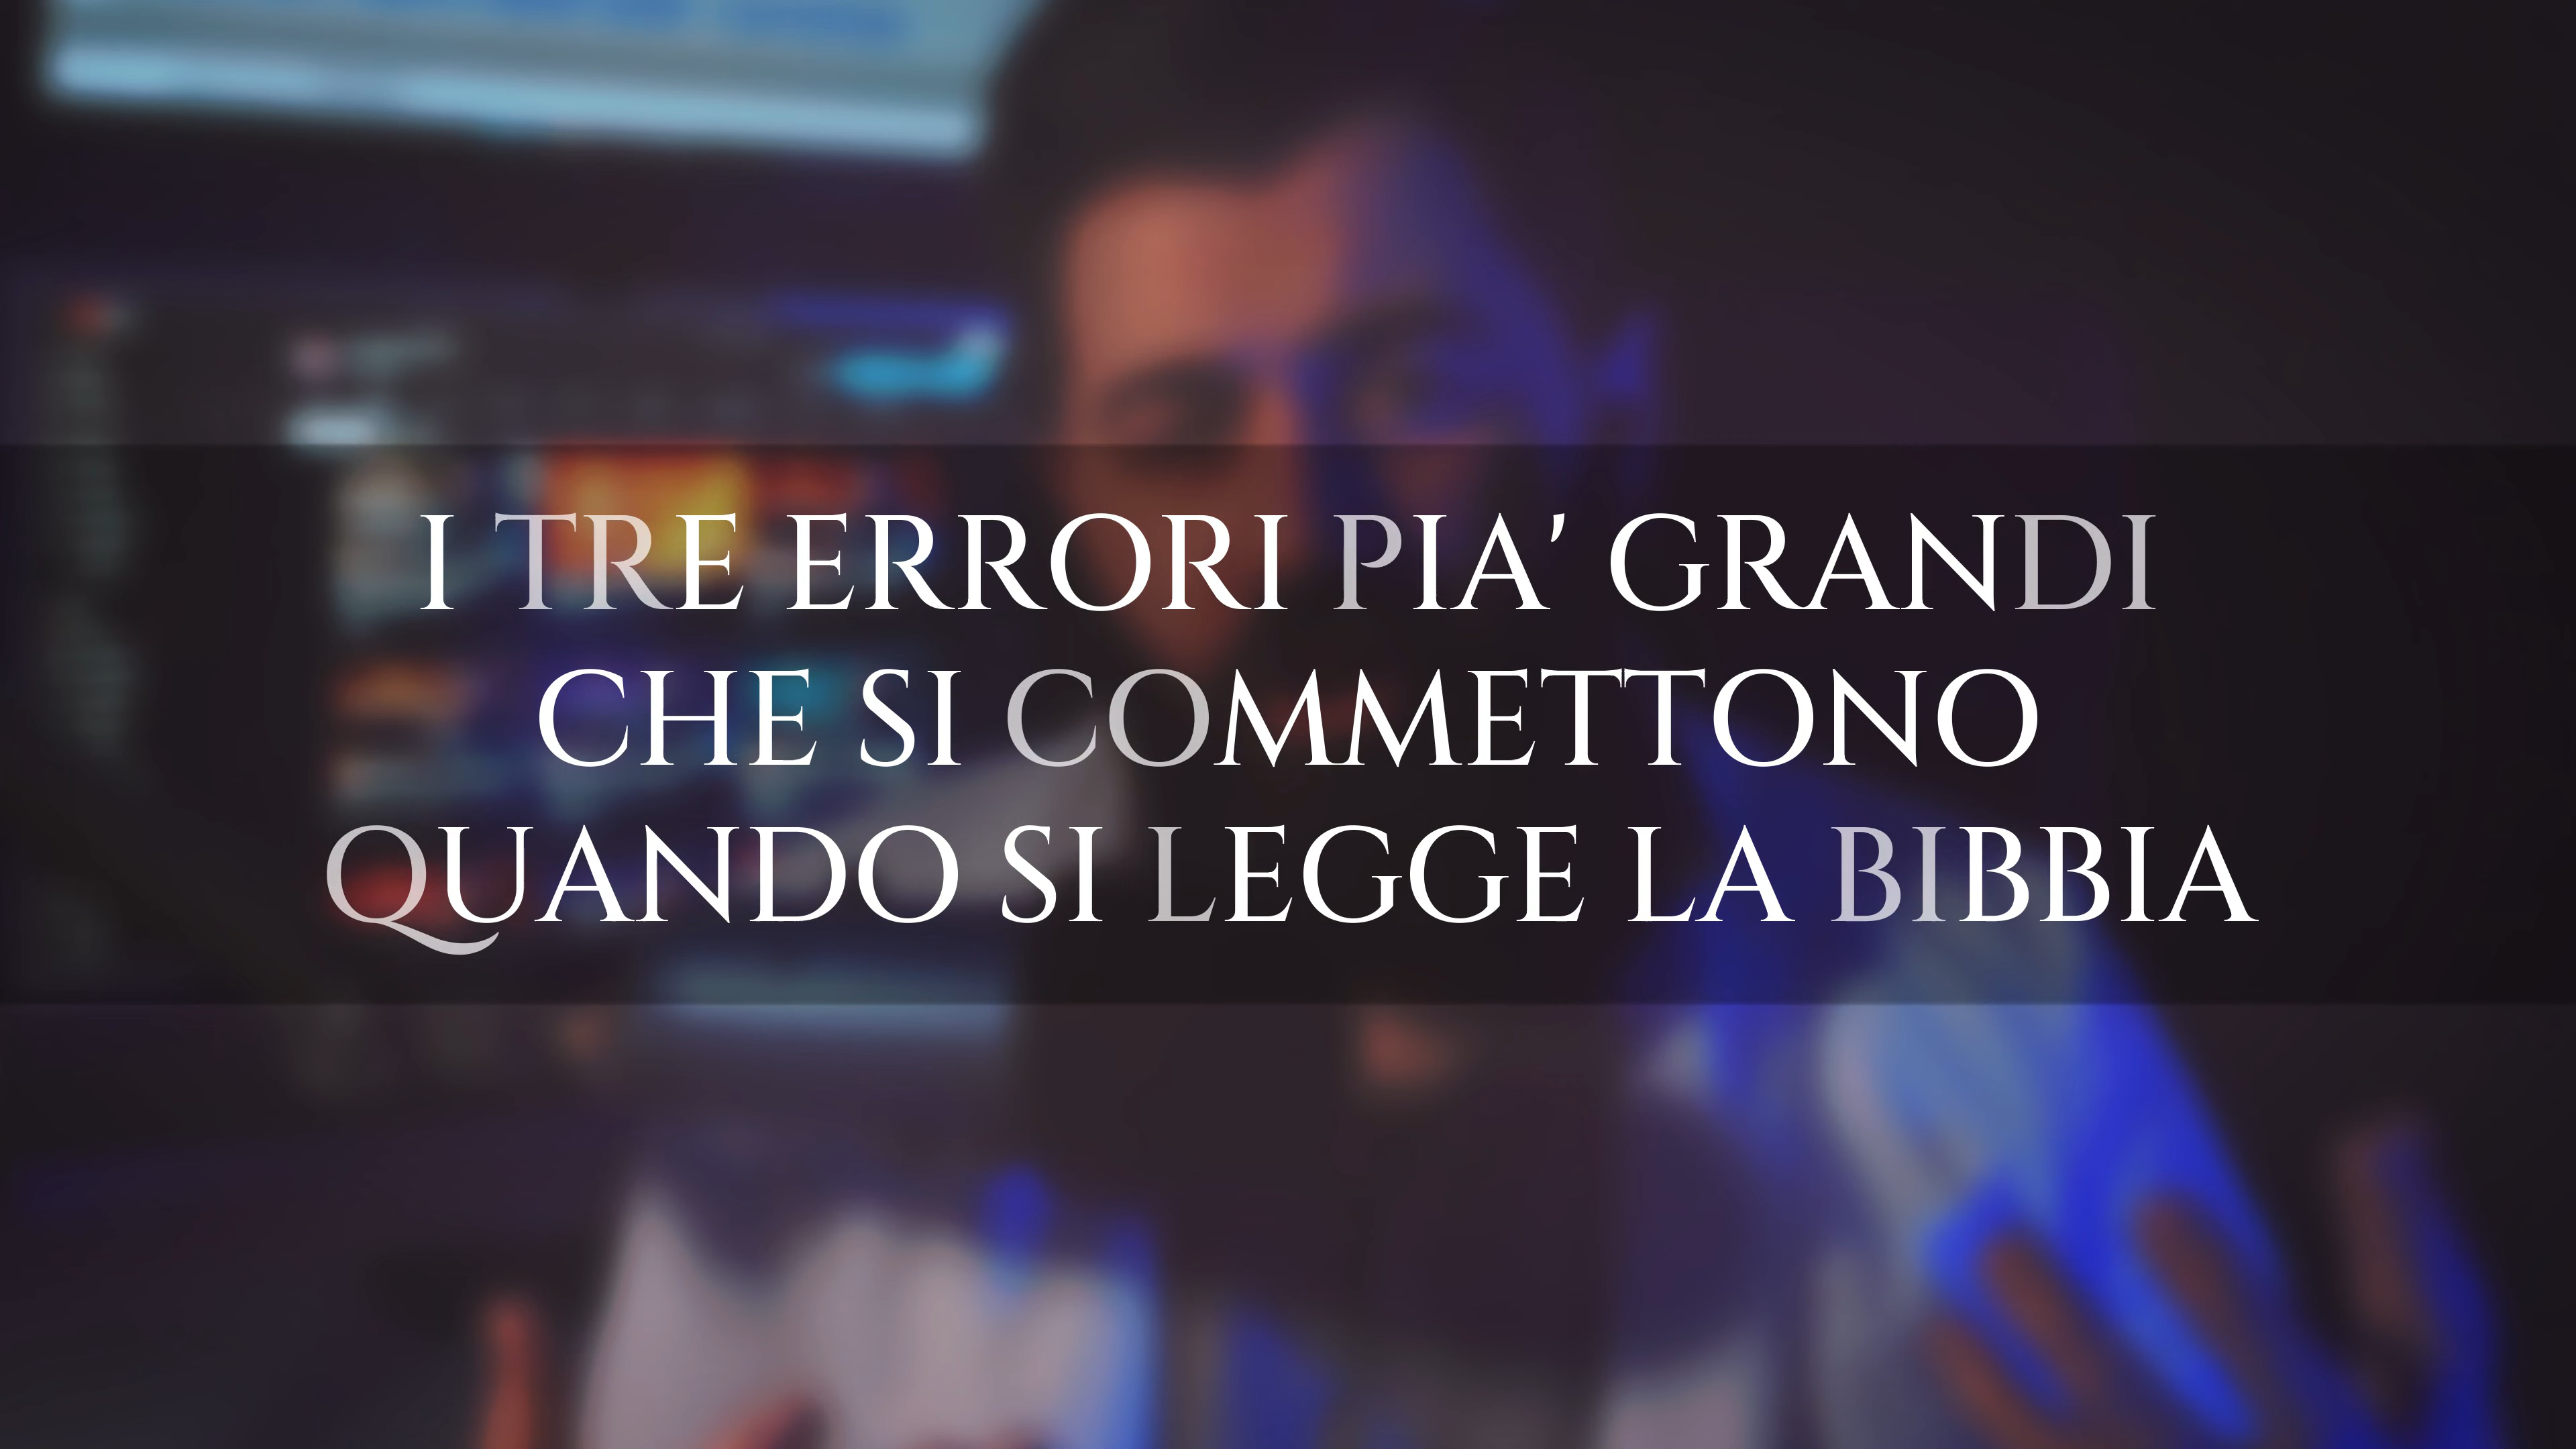 I TRE ERRORI PIA' GRANDI
CHE SI COMMETTONO
QUANDO SI LEGGE LA BIBBIA